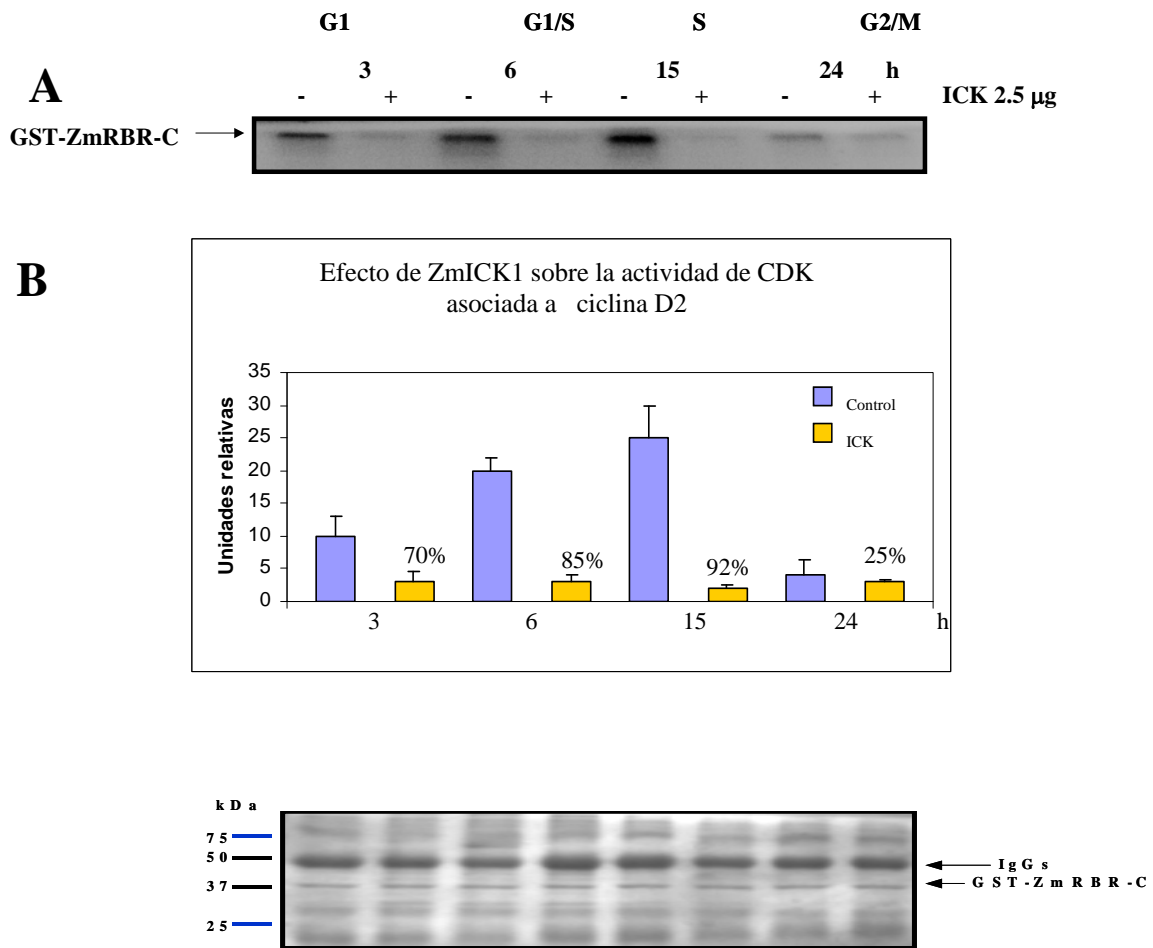 G1 G1/S S G2/M
3 6 15 24 h
A - + - + - + - + ICK 2.5 µg
GST-ZmRBR-C
B
Efecto de ZmICK1 sobre la actividad de CDK
asociada a ciclina D2
35
30
25
20
15
10
5
0
Unidades relativas
Control
ICK
70% 85% 92% 25%
3 6 15 24 h
kDa
75
50
37
25
IgGs
GST-ZmRBR-C